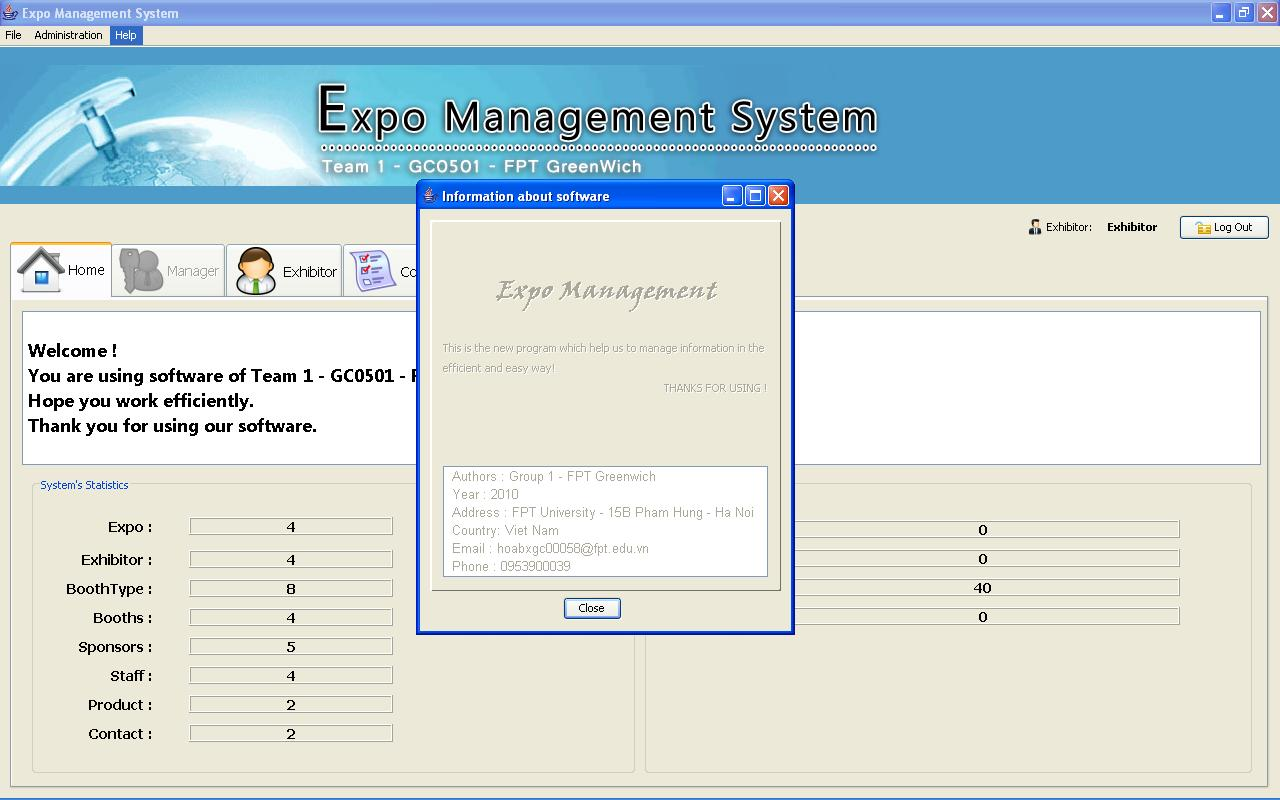 Expo Management System
File Administration Help
Expo Management System
Team 1 - GC0501 - FPT GreenWich
Information about software
Exhibitor: Exhibitor Log Out
Home Manager Exhibitor
Expo Management
This is the new program which help us to manage information in the
efficient and easy way!
THANKS FOR USING !
Welcome !
You are using software of Team 1 - GC0501 -
Hope you work efficiently.
Thank you for using our software.
Authors : Group 1 - FPT Greenwich
Year : 2010
Address : FPT University - 15B Pham Hung - Ha Noi
Country: Viet Nam
Email : hoabxgc00058@fpt.edu.vn
Phone : 0953900039
Close
System's Statistics
Expo : 4
Exhibitor : 4
BoothType : 8
Booths : 4
Sponsors : 5
Staff : 4
Product : 2
Contact : 2
0
0
40
0